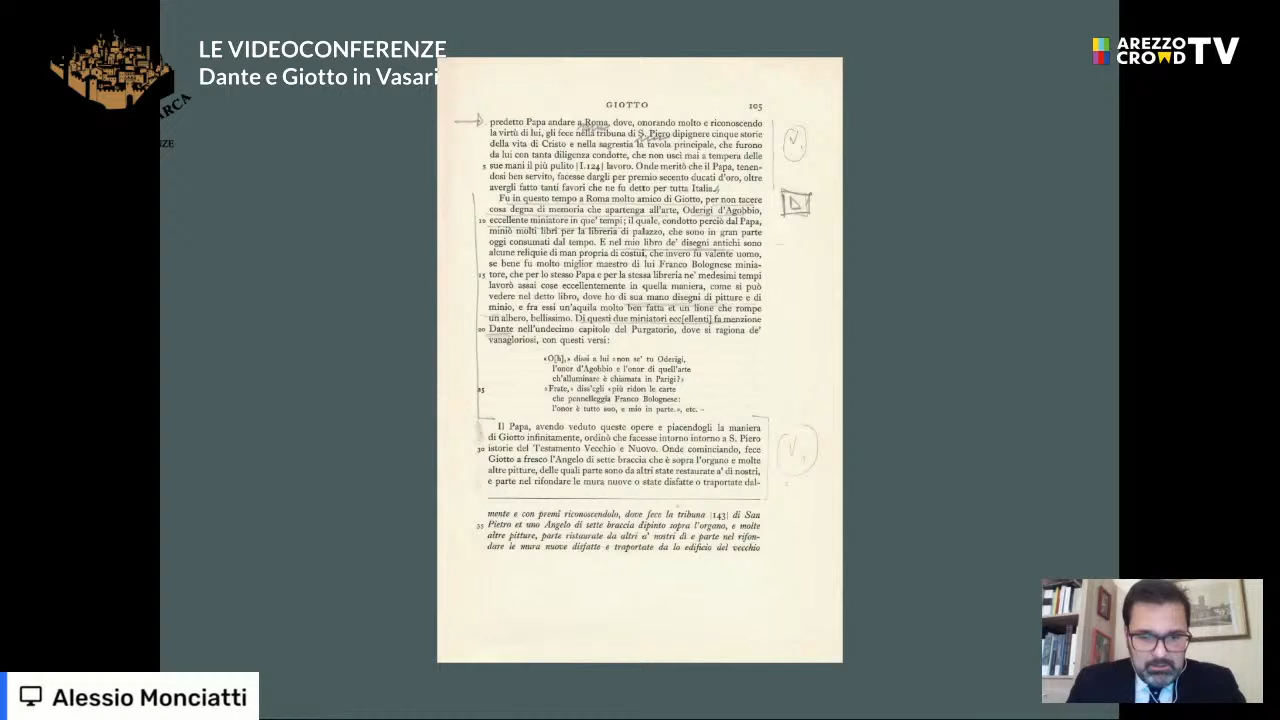 LE VIDEOCONFERENZE
Dante e Giotto in Vasari
AREZZO
CROWD
TV
ARCA
GIOTTO 105
predetto Papa andare a Roma, dove, onorando molto e riconoscendo
la virtù di lui, gli fece nella tribuna di S. Piero dipignere cinque storie
della vita di Cristo e nella sagrestia la tavola principale, che furono
da lui con tanta diligenza condotte, che non uscì mai a tempera delle
5 sue mani il più pulito |I.124| lavoro. Onde meritò che il Papa, tenen-
dosi ben servito, facesse dargli per premio secento ducati d'oro, oltre
avergli fatto tanti favori che ne fu detto per tutta Italia.
Fu in questo tempo a Roma molto amico di Giotto, per non tacere
cosa degna di memoria che apartenga all'arte, Oderigi d'Agobbio,
10 eccellente miniatore in que' tempi; il quale, condotto perciò dal Papa,
miniò molti libri per la libreria di palazzo, che sono in gran parte
oggi consumati dal tempo. E nel mio libro de' disegni antichi sono
alcune reliquie di man propria di costui, che invero fu valente uomo,
se bene fu molto miglior maestro di lui Franco Bolognese minia-
15 tore, che per lo stesso Papa e per la stessa libreria ne' medesimi tempi
lavorò assai cose eccellentemente in quella maniera, come si può
vedere nel detto libro, dove ho di sua mano disegni di pitture e di
minio, e fra essi un'aquila molto ben fatta et un lione che rompe
un albero, bellissimo. Di questi due miniatori ecc[ellenti] fa menzione
20 Dante nell'undecimo capitolo del Purgatorio, dove si ragiona de'
vanagloriosi, con questi versi:
«O[h],» dissi a lui «non se' tu Oderigi,
l'onor d'Agobbio e l'onor di quell'arte
ch'alluminare è chiamata in Parigi?»
25 «Frate,» diss'egli «più ridon le carte
che pennelleggia Franco Bolognese:
l'onor è tutto suo, e mio in parte.», etc. –
Il Papa, avendo veduto queste opere e piacendogli la maniera
di Giotto infinitamente, ordinò che facesse intorno intorno a S. Piero
30 istorie del Testamento Vecchio e Nuovo. Onde cominciando, fece
Giotto a fresco l'Angelo di sette braccia che è sopra l'organo e molte
altre pitture, delle quali parte sono da altri state restaurate a' dì nostri,
e parte nel rifondare le mura nuove o state disfatte o traportate dal-
mente e con premî riconoscendolo, dove fece la tribuna |143| di San
35 Pietro et uno Angelo di sette braccia dipinto sopra l'organo, e molte
altre pitture, parte ristaurate da altri a' nostri dì e parte nel rifon-
dare le mura nuove disfatte e traportate da lo edificio del vecchio
Alessio Monciatti